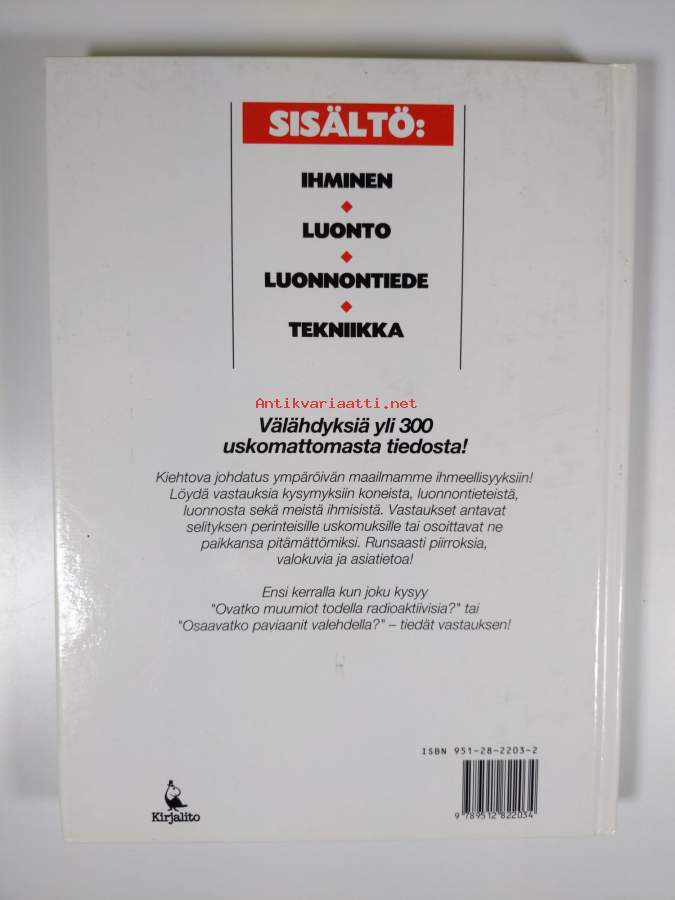 SISÄLTÖ:
IHMINEN
LUONTO
LUONNONTIEDE
TEKNIIKKA
Antikvariaatti.net
Välähdyksiä yli 300
uskomattomasta tiedosta!
Kiehtova johdatus ympäröivän maailmamme ihmeellisyyksiin!
Löydä vastauksia kysymyksiin koneista, luonnontieteistä,
luonnosta sekä meistä ihmisistä. Vastaukset antavat
selityksen perinteisille uskomuksille tai osoittavat ne
paikkansa pitämättömiksi. Runsaasti piirroksia,
valokuvia ja asiatietoa!
Ensi kerralla kun joku kysyy
"Ovatko muumiot todella radioaktiivisia?" tai
"Osaavatko paviaanit valehdella?" – tiedät vastauksen!
ISBN 951-28-2203-2
9 789512 822034
Kirjalito